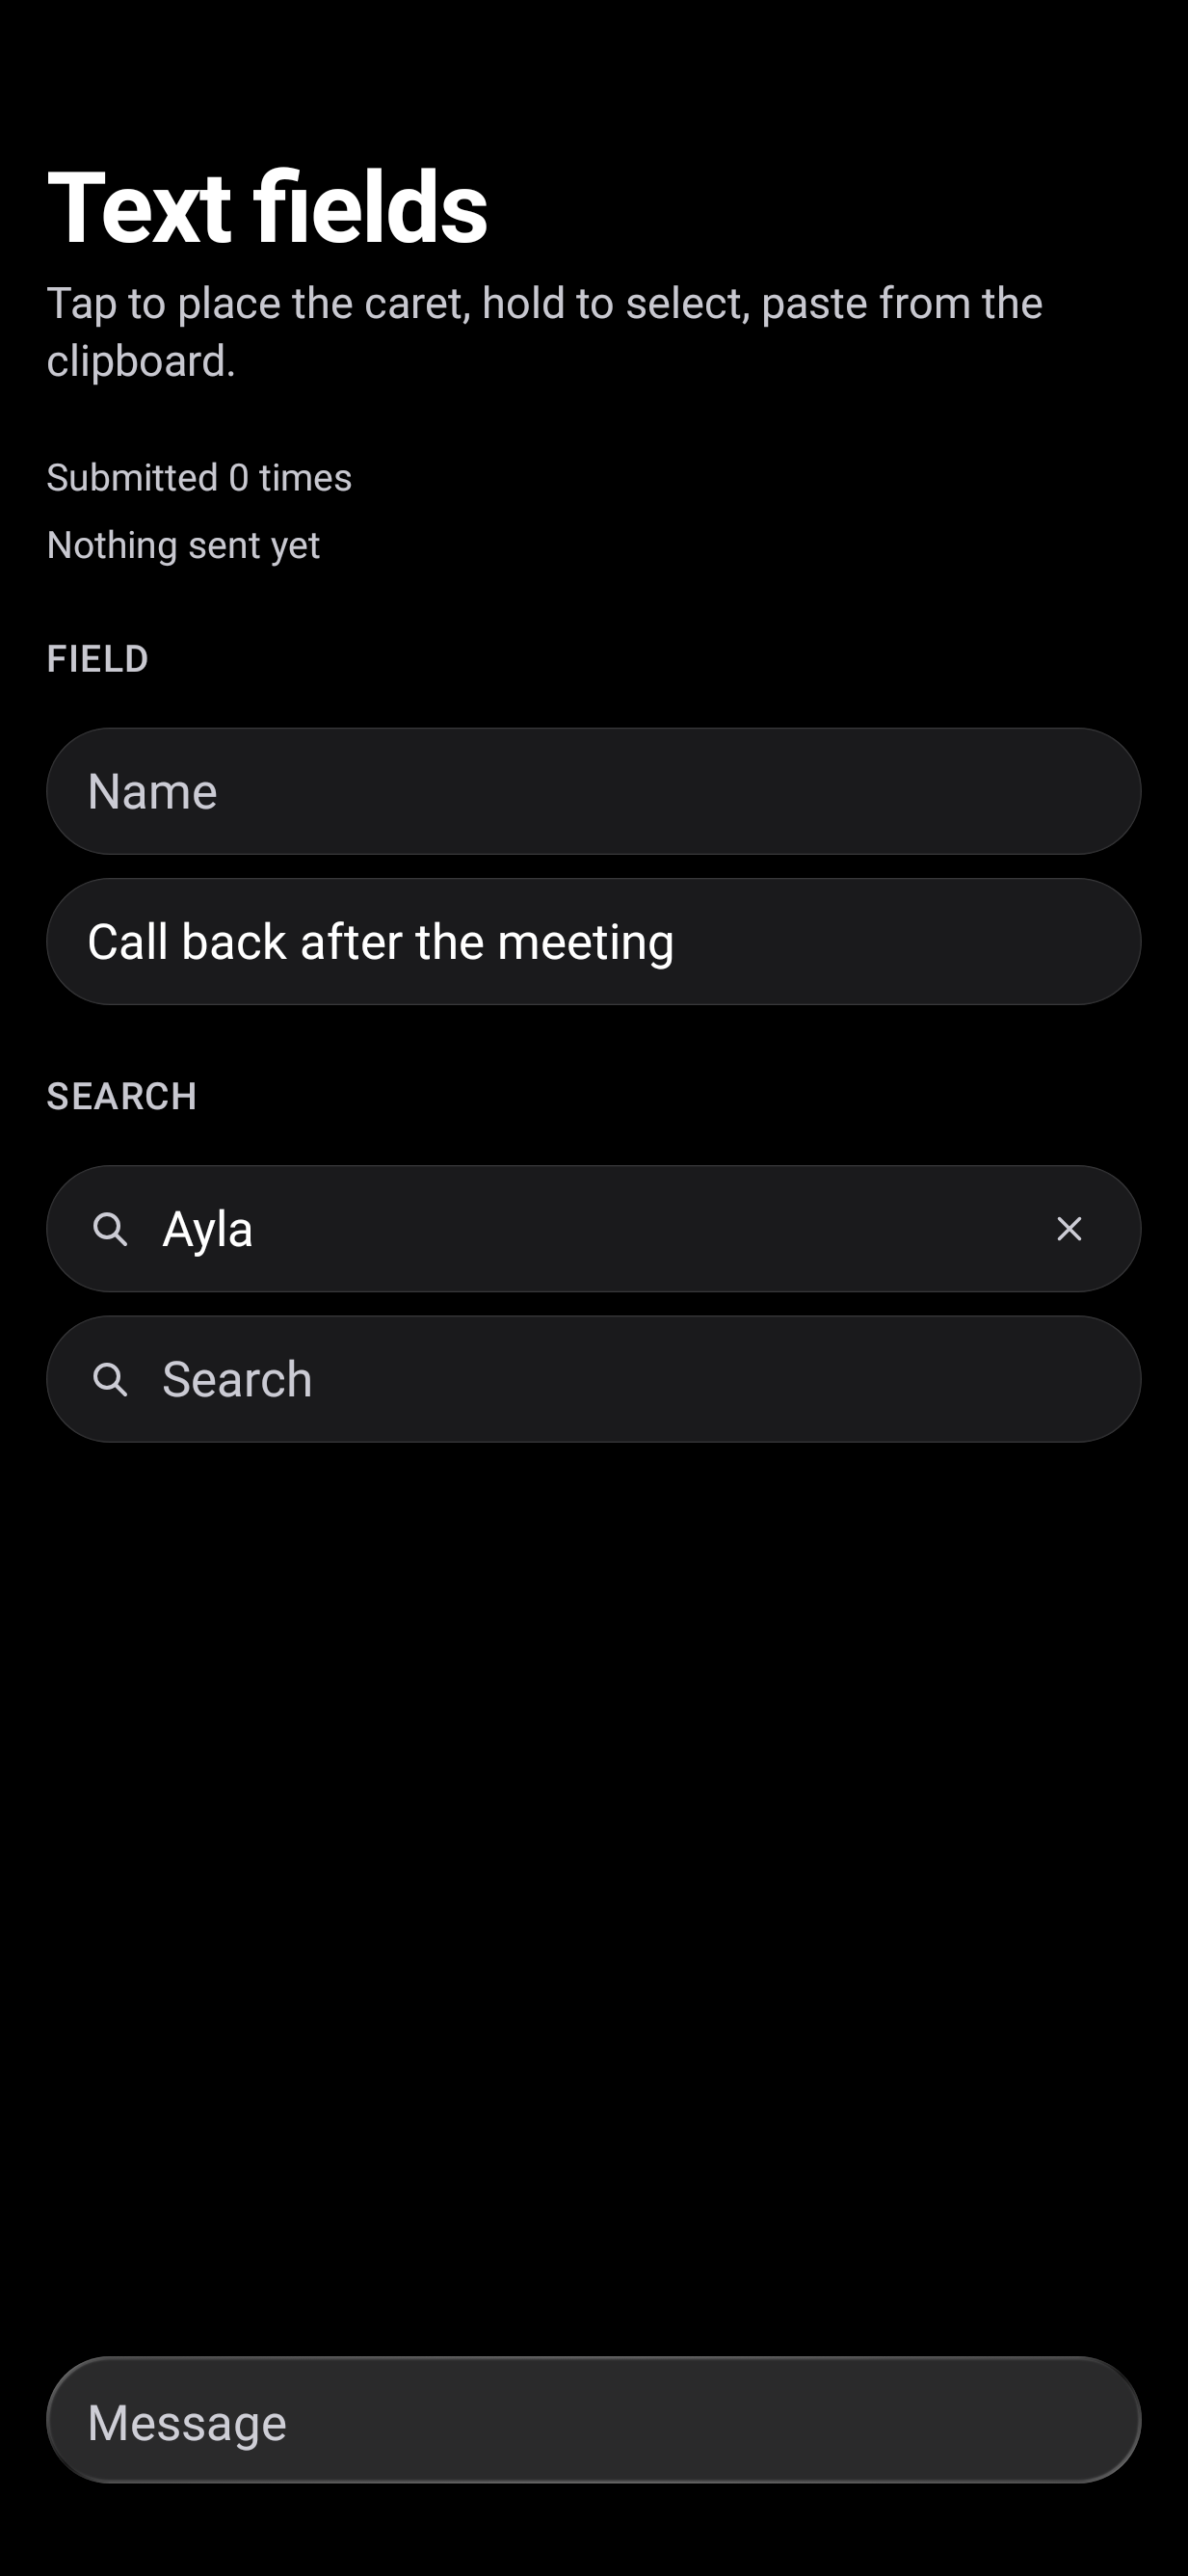 Text fields
Tap to place the caret, hold to select, paste from the
clipboard.
Submitted 0 times
Nothing sent yet
FIELD
Name
Call back after the meeting
SEARCH
Ayla
Search
Message